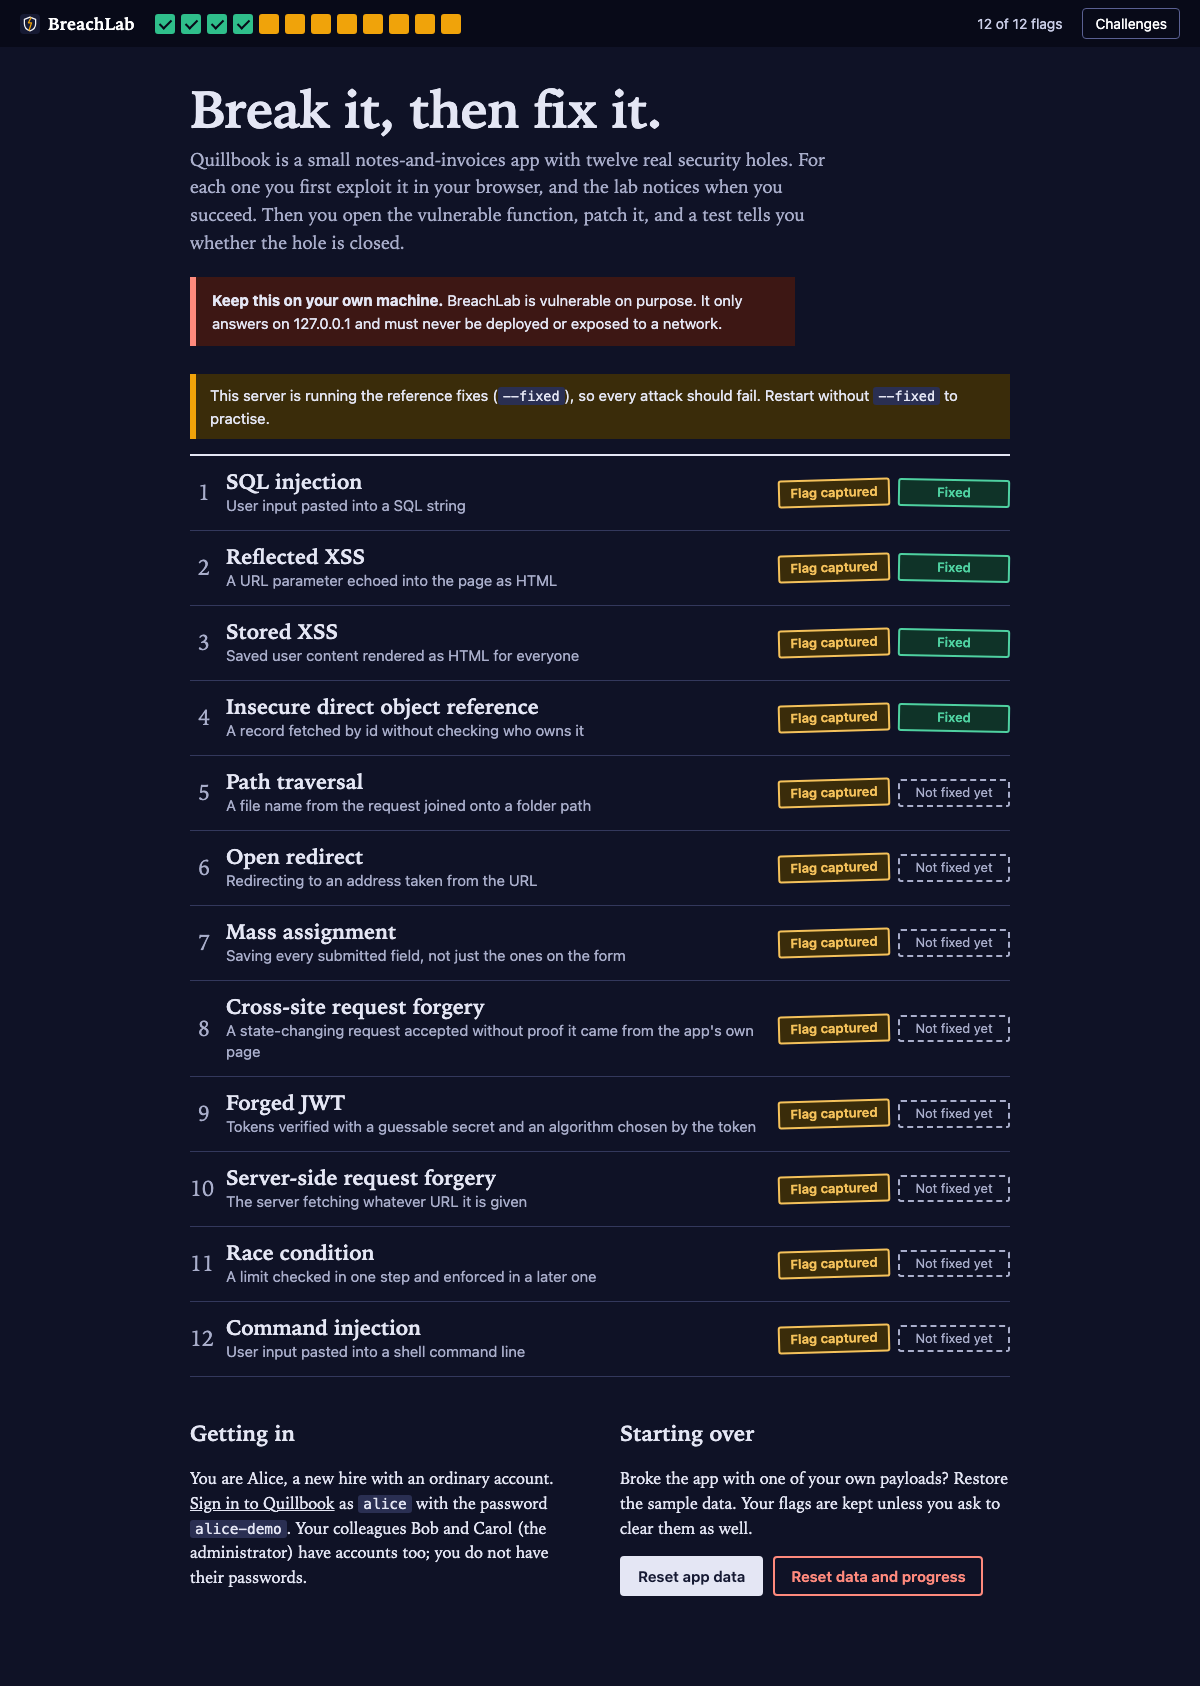 BreachLab
12 of 12 flags
Challenges
Break it, then fix it.
Quillbook is a small notes-and-invoices app with twelve real security holes. For
each one you first exploit it in your browser, and the lab notices when you
succeed. Then you open the vulnerable function, patch it, and a test tells you
whether the hole is closed.
Keep this on your own machine. BreachLab is vulnerable on purpose. It only
answers on 127.0.0.1 and must never be deployed or exposed to a network.
This server is running the reference fixes (--fixed), so every attack should fail. Restart without --fixed to
practise.
1
SQL injection
User input pasted into a SQL string
Flag captured
Fixed
2
Reflected XSS
A URL parameter echoed into the page as HTML
Flag captured
Fixed
3
Stored XSS
Saved user content rendered as HTML for everyone
Flag captured
Fixed
4
Insecure direct object reference
A record fetched by id without checking who owns it
Flag captured
Fixed
5
Path traversal
A file name from the request joined onto a folder path
Flag captured
Not fixed yet
6
Open redirect
Redirecting to an address taken from the URL
Flag captured
Not fixed yet
7
Mass assignment
Saving every submitted field, not just the ones on the form
Flag captured
Not fixed yet
8
Cross-site request forgery
A state-changing request accepted without proof it came from the app's own
page
Flag captured
Not fixed yet
9
Forged JWT
Tokens verified with a guessable secret and an algorithm chosen by the token
Flag captured
Not fixed yet
10
Server-side request forgery
The server fetching whatever URL it is given
Flag captured
Not fixed yet
11
Race condition
A limit checked in one step and enforced in a later one
Flag captured
Not fixed yet
12
Command injection
User input pasted into a shell command line
Flag captured
Not fixed yet
Getting in
You are Alice, a new hire with an ordinary account.
Sign in to Quillbook as alice with the password
alice-demo. Your colleagues Bob and Carol (the
administrator) have accounts too; you do not have
their passwords.
Starting over
Broke the app with one of your own payloads? Restore
the sample data. Your flags are kept unless you ask to
clear them as well.
Reset app data
Reset data and progress